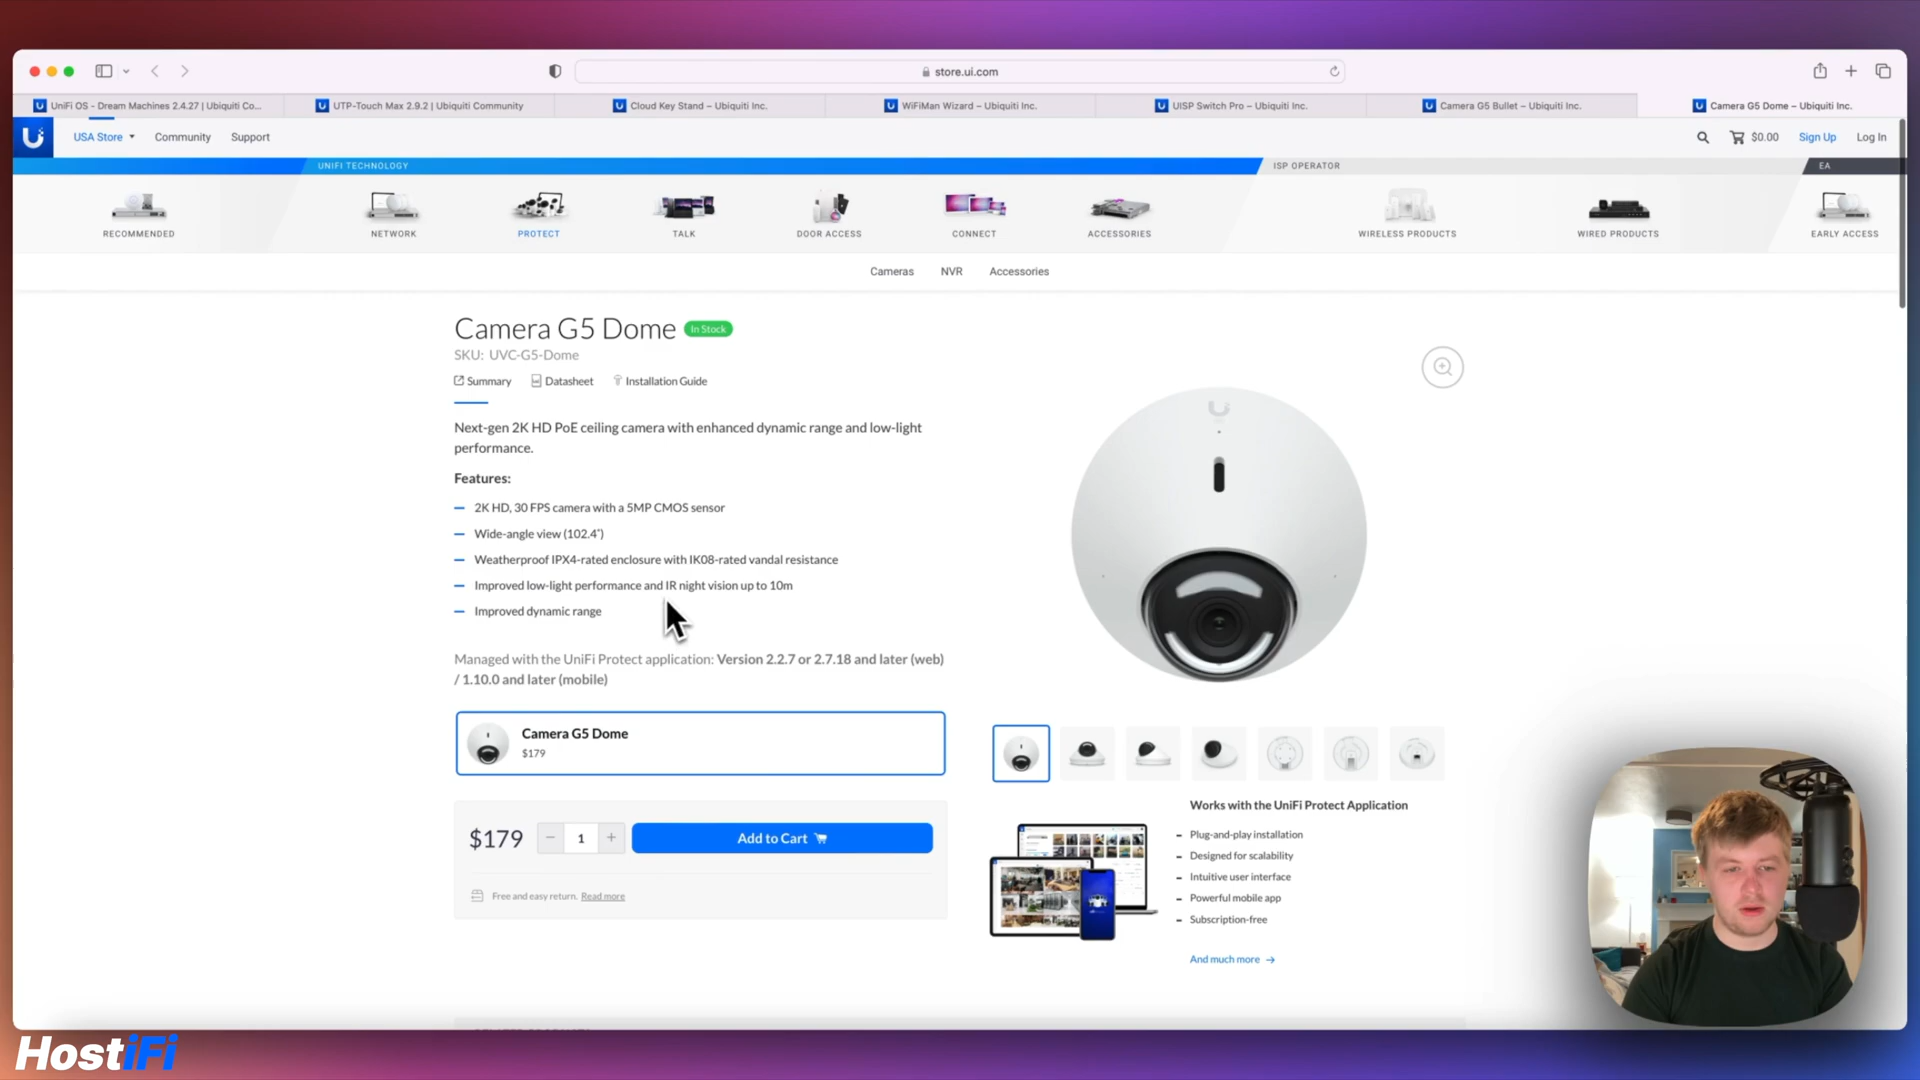 store.ui.com
UniFi OS - Dream Machines 2.4.27 | Ubiquiti Co...
UTP-Touch Max 2.9.2 | Ubiquiti Community
Cloud Key Stand – Ubiquiti Inc.
WiFiMan Wizard – Ubiquiti Inc.
UISP Switch Pro – Ubiquiti Inc.
Camera G5 Bullet – Ubiquiti Inc.
Camera G5 Dome – Ubiquiti Inc.
USA Store
Community
Support
$0.00
Sign Up
Log In
UNIFI TECHNOLOGY
ISP OPERATOR
EA
RECOMMENDED
NETWORK
PROTECT
TALK
DOOR ACCESS
CONNECT
ACCESSORIES
WIRELESS PRODUCTS
WIRED PRODUCTS
EARLY ACCESS
Cameras
NVR
Accessories
Camera G5 Dome In Stock
SKU: UVC-G5-Dome
Summary
Datasheet
Installation Guide
Next-gen 2K HD PoE ceiling camera with enhanced dynamic range and low-light
performance.
Features:
2K HD, 30 FPS camera with a 5MP CMOS sensor
Wide-angle view (102.4°)
Weatherproof IPX4-rated enclosure with IK08-rated vandal resistance
Improved low-light performance and IR night vision up to 10m
Improved dynamic range
Managed with the UniFi Protect application: Version 2.2.7 or 2.7.18 and later (web)
/ 1.10.0 and later (mobile)
Camera G5 Dome
$179
$179
1
Add to Cart
Free and easy return. Read more
Works with the UniFi Protect Application
Plug-and-play installation
Designed for scalability
Intuitive user interface
Powerful mobile app
Subscription-free
And much more
HostiFi